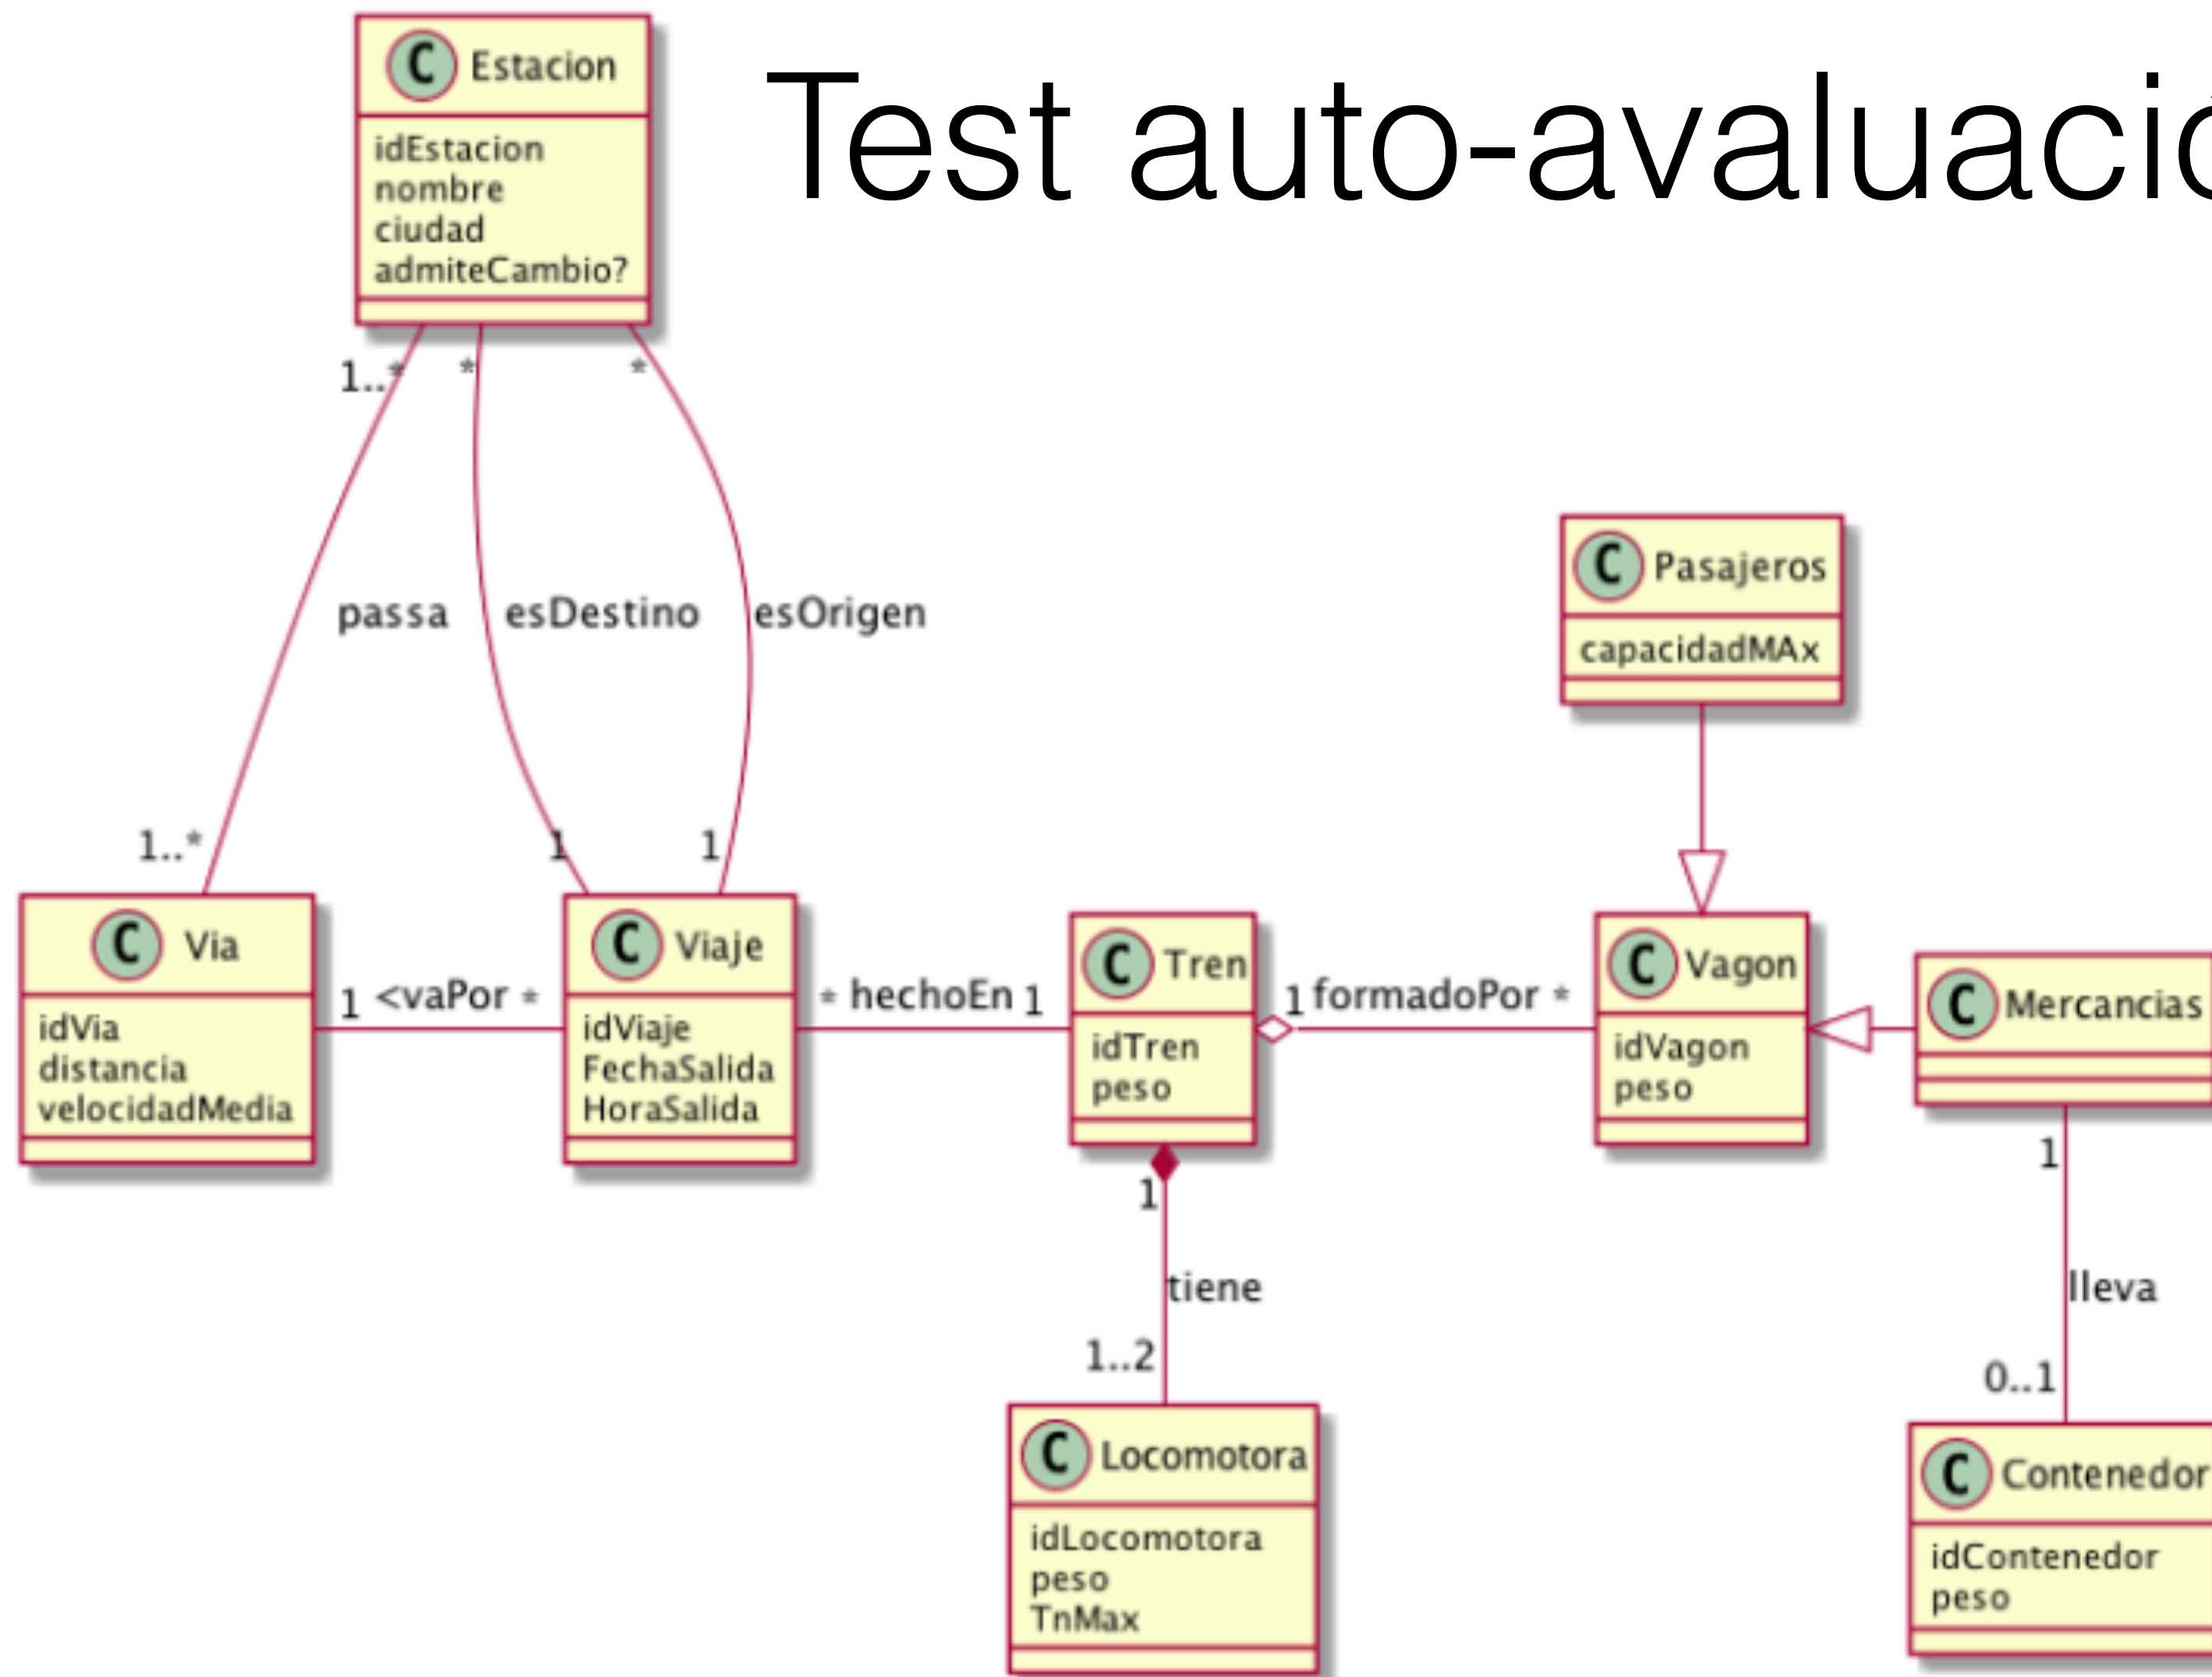 Test auto-avaluació
C Estacion
idEstacion
nombre
ciudad
admiteCambio?
1..*
*
*
passa
esDestino
esOrigen
1..*
1
1
C Pasajeros
capacidadMAx
C Via
idVia
distancia
velocidadMedia
1 <vaPor *
C Viaje
idViaje
FechaSalida
HoraSalida
* hechoEn 1
C Tren
idTren
peso
1 formadoPor *
C Vagon
idVagon
peso
C Mercancias
1
tiene
1..2
1
lleva
0..1
C Locomotora
idLocomotora
peso
TnMax
C Contenedor
idContenedor
peso